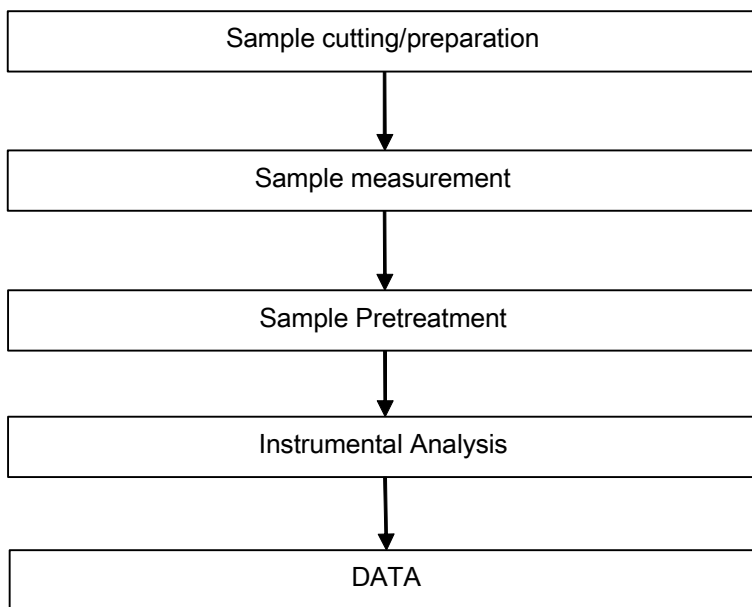 Sample cutting/preparation
Sample measurement
Sample Pretreatment
Instrumental Analysis
DATA